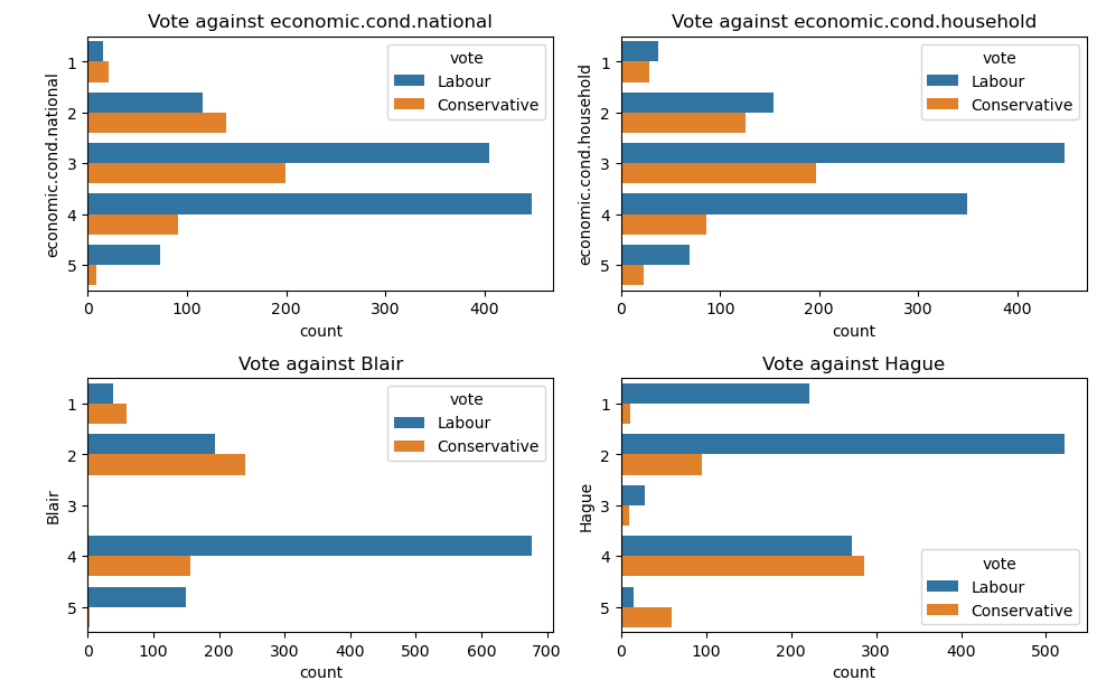 Vote against economic.cond.national
economic.cond.national
1
2
3
4
5
vote
Labour
Conservative
0 100 200 300 400
count
Vote against economic.cond.household
economic.cond.household
1
2
3
4
5
vote
Labour
Conservative
0 100 200 300 400
count
Vote against Blair
Blair
1
2
3
4
5
vote
Labour
Conservative
0 100 200 300 400 500 600 700
count
Vote against Hague
Hague
1
2
3
4
5
vote
Labour
Conservative
0 100 200 300 400 500
count